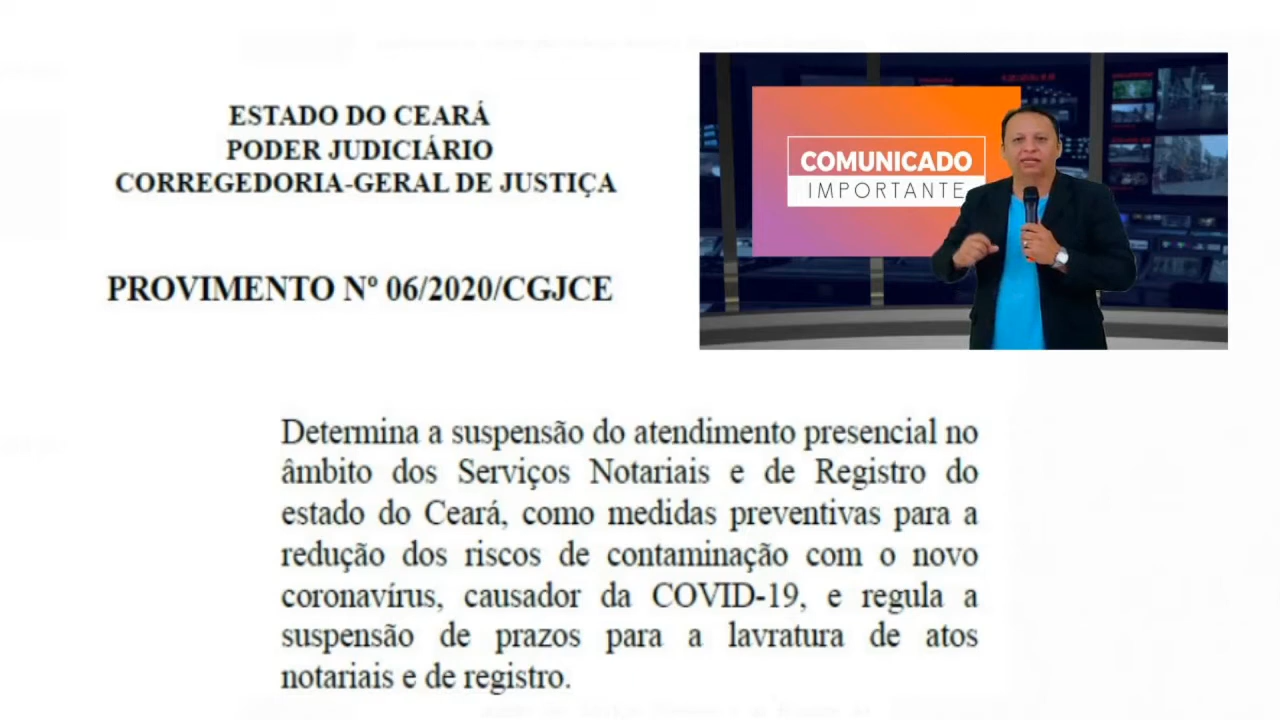 ESTADO DO CEARÁ
PODER JUDICIÁRIO
CORREGEDORIA-GERAL DE JUSTIÇA
PROVIMENTO Nº 06/2020/CGJCE
COMUNICADO
IMPORTANTE
Determina a suspensão do atendimento presencial no
âmbito dos Serviços Notariais e de Registro do
estado do Ceará, como medidas preventivas para a
redução dos riscos de contaminação com o novo
coronavírus, causador da COVID-19, e regula a
suspensão de prazos para a lavratura de atos
notariais e de registro.